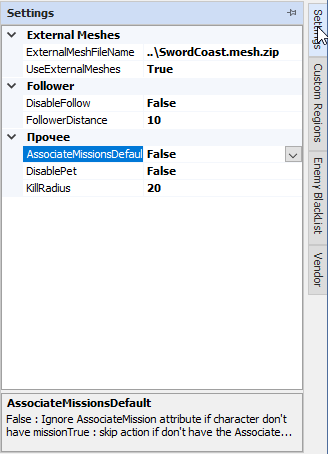 Settings
External Meshes
ExternalMeshFileName ..\SwordCoast.mesh.zip
UseExternalMeshes True
Follower
DisableFollow False
FollowerDistance 10
Прочее
AssociateMissionsDefaul False
DisablePet False
KillRadius 20
AssociateMissionsDefault
False : Ignore AssociateMission attribute if character don't
have missionTrue : skip action if don't have the Associate...
Settings
Custom Regions
Enemy BlackList
Vendor